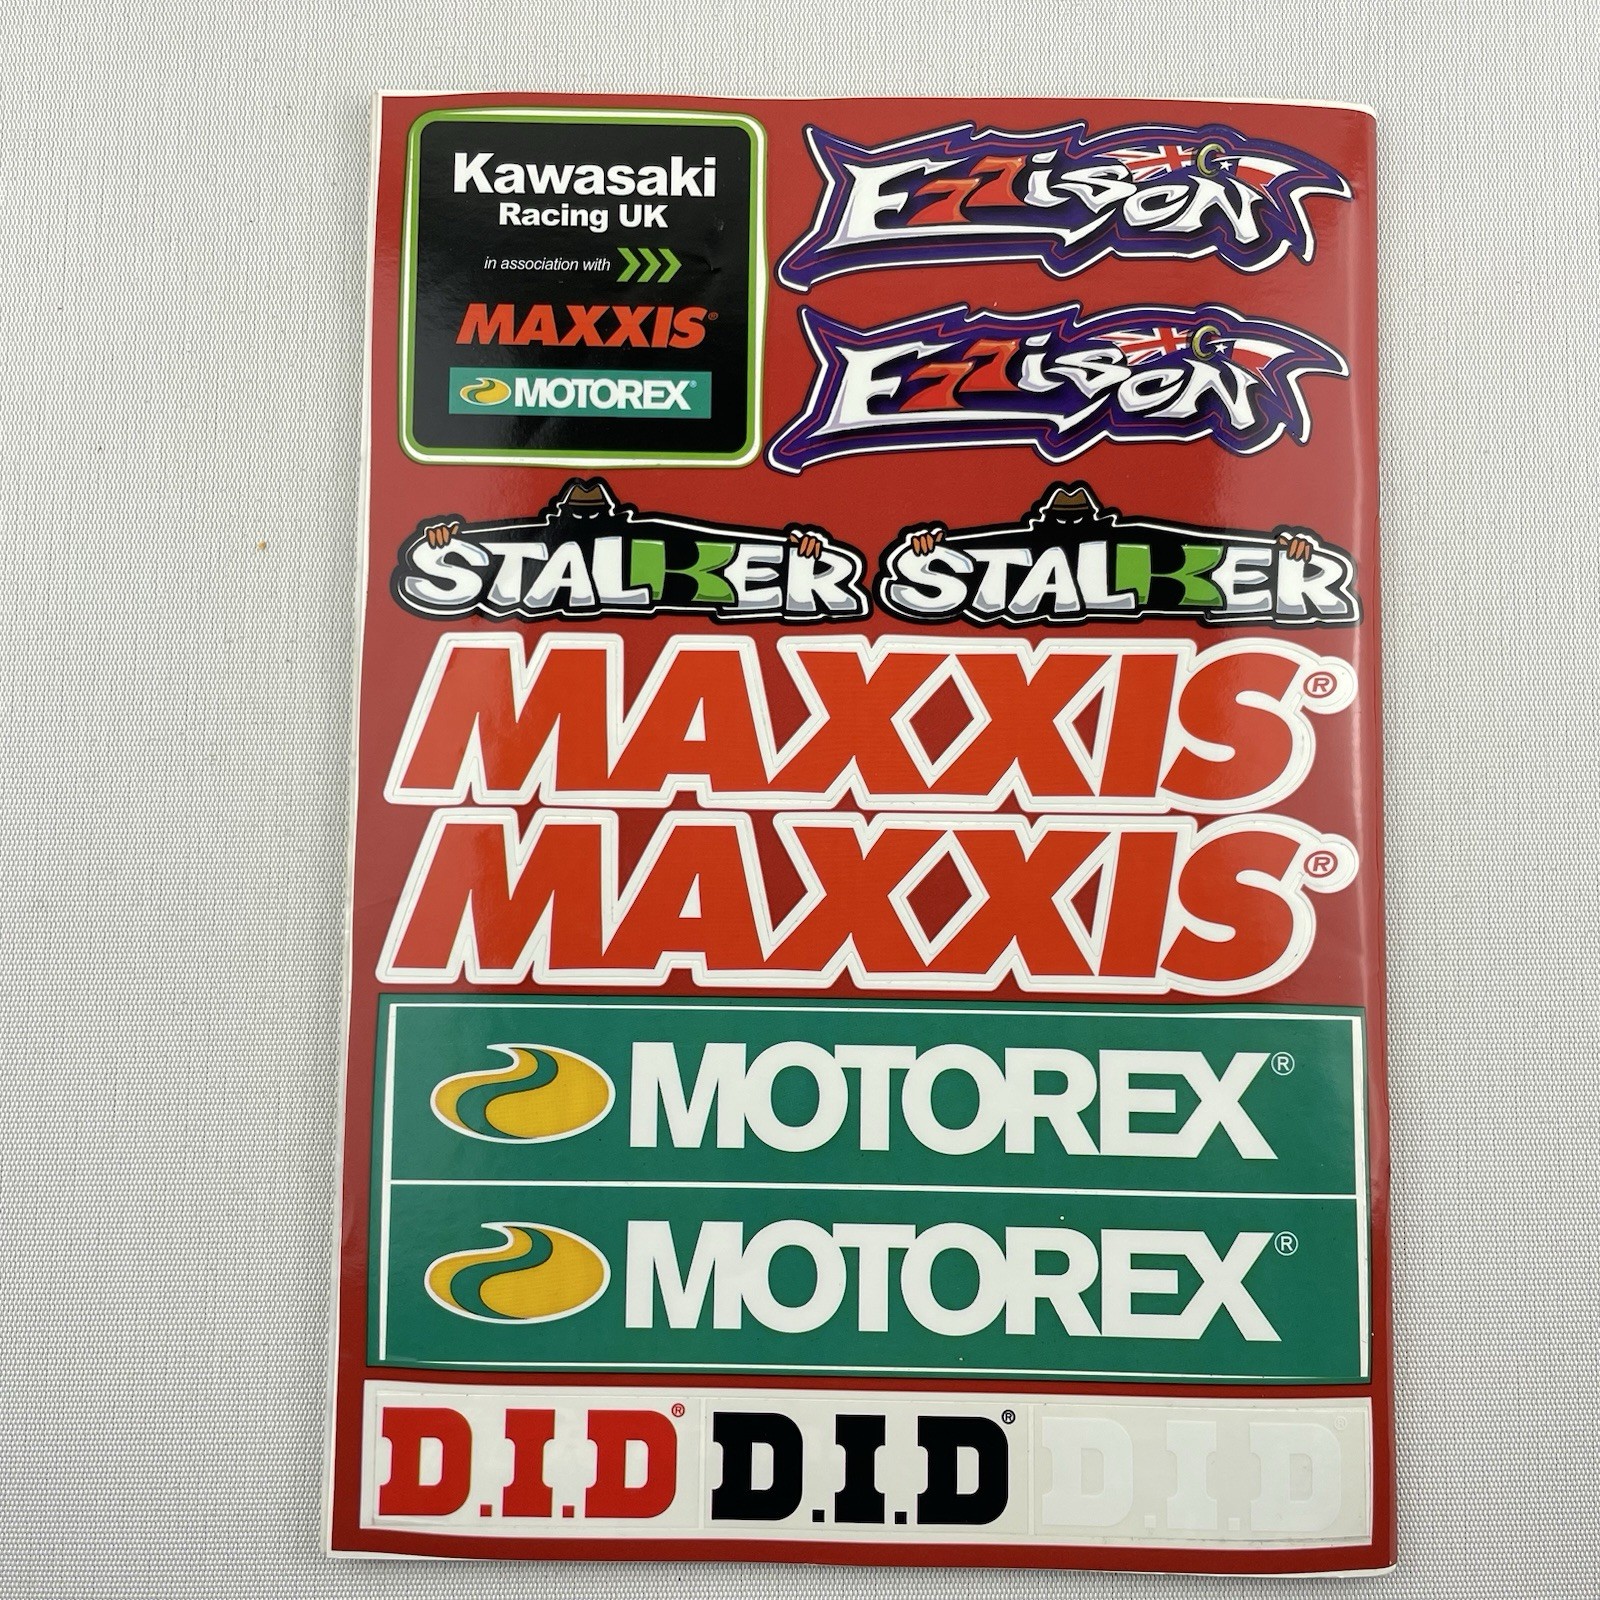 Kawasaki
Racing UK
in association with
MAXXIS®
MOTOREX®
E77isoN
E77isoN
STALKER STALKER
MAXXIS®
MAXXIS®
MOTOREX®
MOTOREX®
D.I.D® D.I.D® D.I.D®